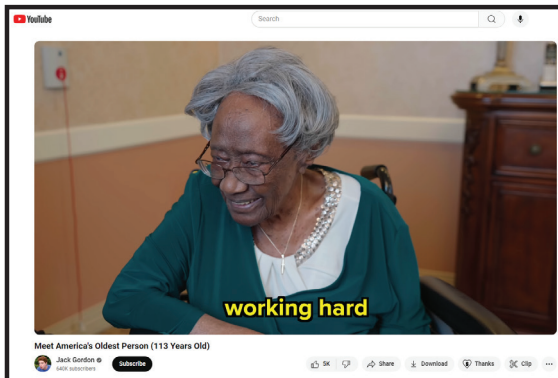 YouTube
Search
working hard
Meet America's Oldest Person (113 Years Old)
Jack Gordon
640K subscribers
Subscribe
5K
Share
Download
Thanks
Clip